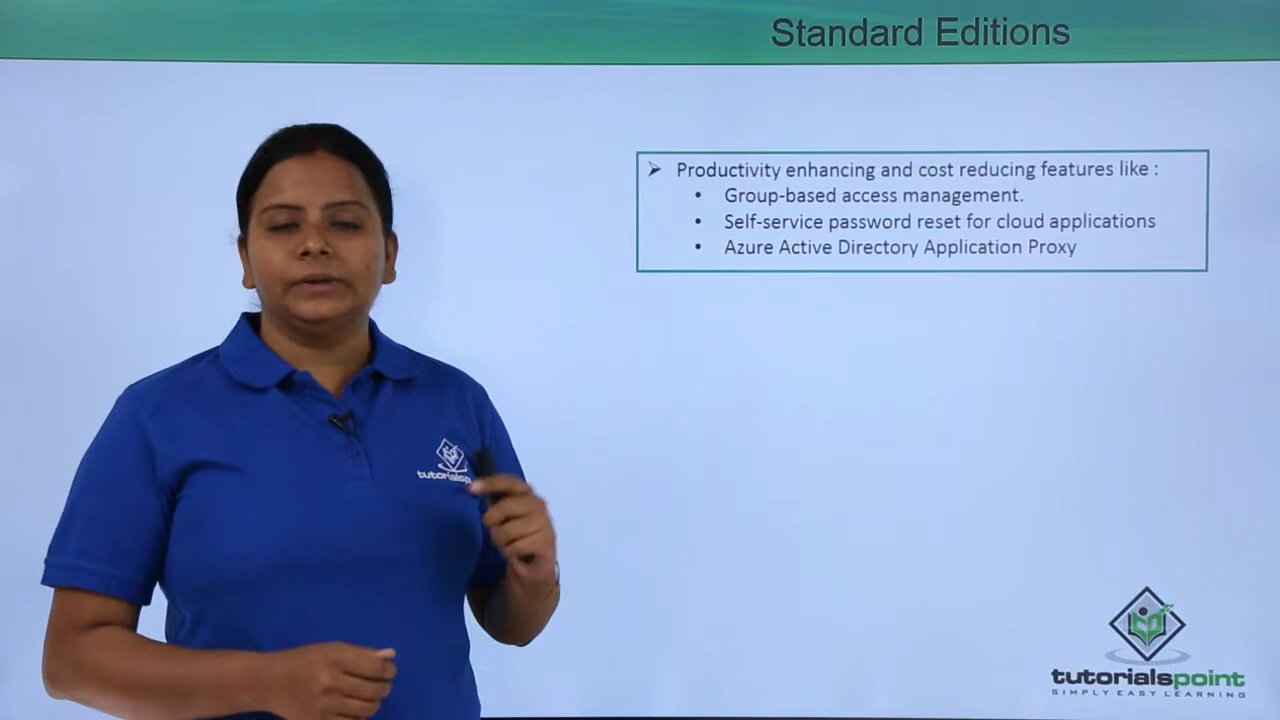 Standard Editions
➢ Productivity enhancing and cost reducing features like :
• Group-based access management.
• Self-service password reset for cloud applications
• Azure Active Directory Application Proxy
tutorialsp
tutorialspoint
SIMPLY EASY LEARNING